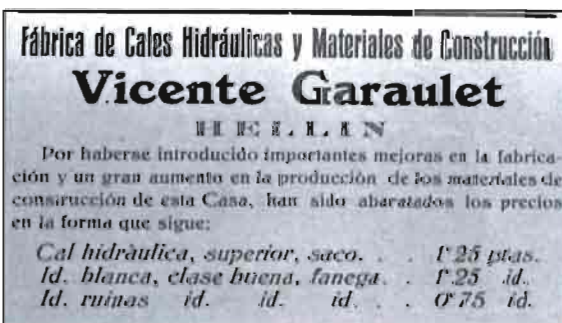 Fábrica de Cales Hidráulicas y Materiales de Construcción
Vicente Garaulet
HELLIN
Por haberse introducido importantes mejoras en la fabrica-
ción y un gran aumento en la producción de los materiales de
construcción de esta Casa, han sido abaratados los precios
en la forma que sigue:
Cal hidràulica, superior, saco. . . 1'25 ptas.
Id. blanca, clase buena, fanega. . 1'25 id.
Id. ruinas id. id. id. . . 0'75 id.